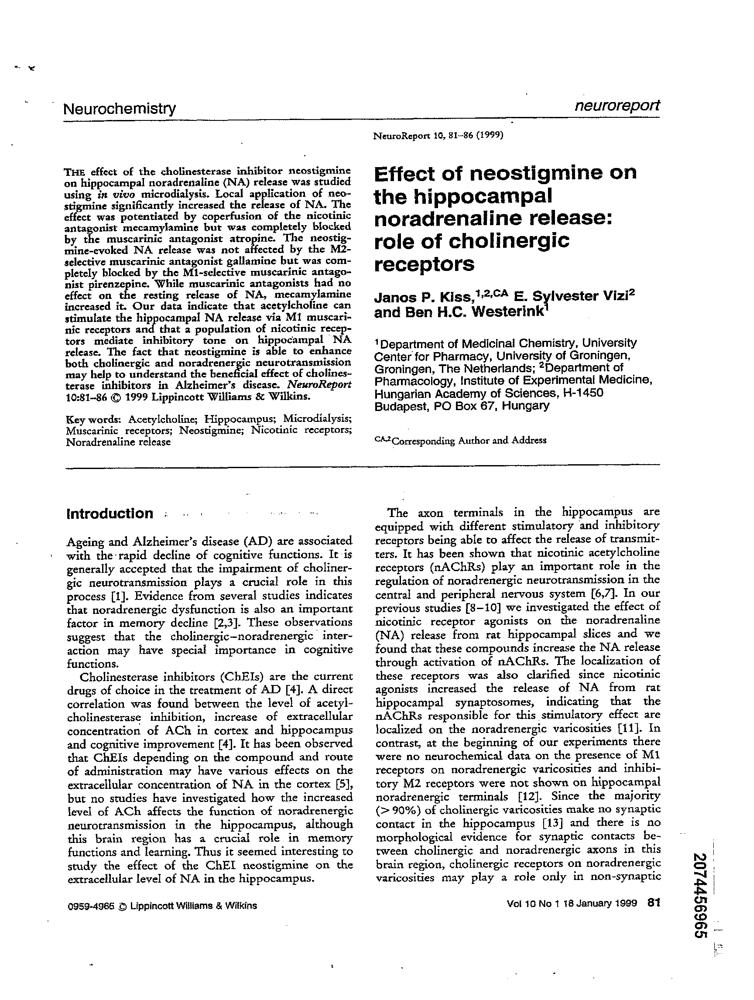 Neurochemistry
neuroreport
NeuroReport 10, 81–86 (1999)
THE effect of the cholinesterase inhibitor neostigmine
on hippocampal noradrenaline (NA) release was studied
using in vivo microdialysis. Local application of neo-
stigmine significantly increased the release of NA. The
effect was potentiated by coperfusion of the nicotinic
antagonist mecamylamine but was completely blocked
by the muscarinic antagonist atropine. The neostig-
mine-evoked NA release was not affected by the M2-
selective muscarinic antagonist gallamine but was com-
pletely blocked by the M1-selective muscarinic antago-
nist pirenzepine. While muscarinic antagonists had no
effect on the resting release of NA, mecamylamine
increased it. Our data indicate that acetylcholine can
stimulate the hippocampal NA release via M1 muscari-
nic receptors and that a population of nicotinic recep-
tors mediate inhibitory tone on hippocampal NA
release. The fact that neostigmine is able to enhance
both cholinergic and noradrenergic neurotransmission
may help to understand the beneficial effect of cholines-
terase inhibitors in Alzheimer's disease. NeuroReport
10:81–86 © 1999 Lippincott Williams & Wilkins.
Key words: Acetylcholine; Hippocampus; Microdialysis;
Muscarinic receptors; Neostigmine; Nicotinic receptors;
Noradrenaline release
Effect of neostigmine on
the hippocampal
noradrenaline release:
role of cholinergic
receptors
Janos P. Kiss,1,2,CA E. Sylvester Vizi2
and Ben H.C. Westerink1
1Department of Medicinal Chemistry, University
Center for Pharmacy, University of Groningen,
Groningen, The Netherlands; 2Department of
Pharmacology, Institute of Experimental Medicine,
Hungarian Academy of Sciences, H-1450
Budapest, PO Box 67, Hungary
CA,2Corresponding Author and Address
Introduction
Ageing and Alzheimer's disease (AD) are associated
with the rapid decline of cognitive functions. It is
generally accepted that the impairment of choliner-
gic neurotransmission plays a crucial role in this
process [1]. Evidence from several studies indicates
that noradrenergic dysfunction is also an important
factor in memory decline [2,3]. These observations
suggest that the cholinergic–noradrenergic inter-
action may have special importance in cognitive
functions.
Cholinesterase inhibitors (ChEIs) are the current
drugs of choice in the treatment of AD [4]. A direct
correlation was found between the level of acetyl-
cholinesterase inhibition, increase of extracellular
concentration of ACh in cortex and hippocampus
and cognitive improvement [4]. It has been observed
that ChEIs depending on the compound and route
of administration may have various effects on the
extracellular concentration of NA in the cortex [5],
but no studies have investigated how the increased
level of ACh affects the function of noradrenergic
neurotransmission in the hippocampus, although
this brain region has a crucial role in memory
functions and learning. Thus it seemed interesting to
study the effect of the ChEI neostigmine on the
extracellular level of NA in the hippocampus.
The axon terminals in the hippocampus are
equipped with different stimulatory and inhibitory
receptors being able to affect the release of transmit-
ters. It has been shown that nicotinic acetylcholine
receptors (nAChRs) play an important role in the
regulation of noradrenergic neurotransmission in the
central and peripheral nervous system [6,7]. In our
previous studies [8–10] we investigated the effect of
nicotinic receptor agonists on the noradrenaline
(NA) release from rat hippocampal slices and we
found that these compounds increase the NA release
through activation of nAChRs. The localization of
these receptors was also clarified since nicotinic
agonists increased the release of NA from rat
hippocampal synaptosomes, indicating that the
nAChRs responsible for this stimulatory effect are
localized on the noradrenergic varicosities [11]. In
contrast, at the beginning of our experiments there
were no neurochemical data on the presence of M1
receptors on noradrenergic varicosities and inhibi-
tory M2 receptors were not shown on hippocampal
noradrenergic terminals [12]. Since the majority
(> 90%) of cholinergic varicosities make no synaptic
contact in the hippocampus [13] and there is no
morphological evidence for synaptic contacts be-
tween cholinergic and noradrenergic axons in this
brain region, cholinergic receptors on noradrenergic
varicosities may play a role only in non-synaptic
0959-4965 © Lippincott Williams & Wilkins
Vol 10 No 1 18 January 1999 81
2074456965